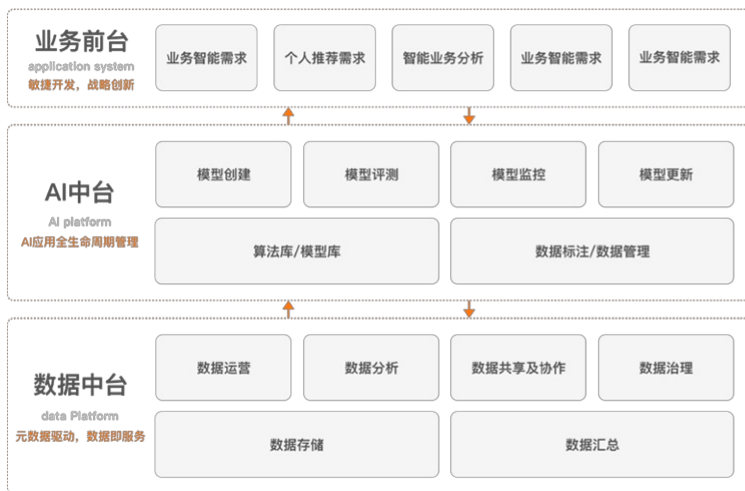 业务前台
application system
敏捷开发，战略创新
业务智能需求
个人推荐需求
智能业务分析
业务智能需求
业务智能需求
AI中台
AI platform
AI应用全生命周期管理
模型创建
模型评测
模型监控
模型更新
算法库/模型库
数据标注/数据管理
数据中台
data Platform
元数据驱动，数据即服务
数据运营
数据分析
数据共享及协作
数据治理
数据存储
数据汇总